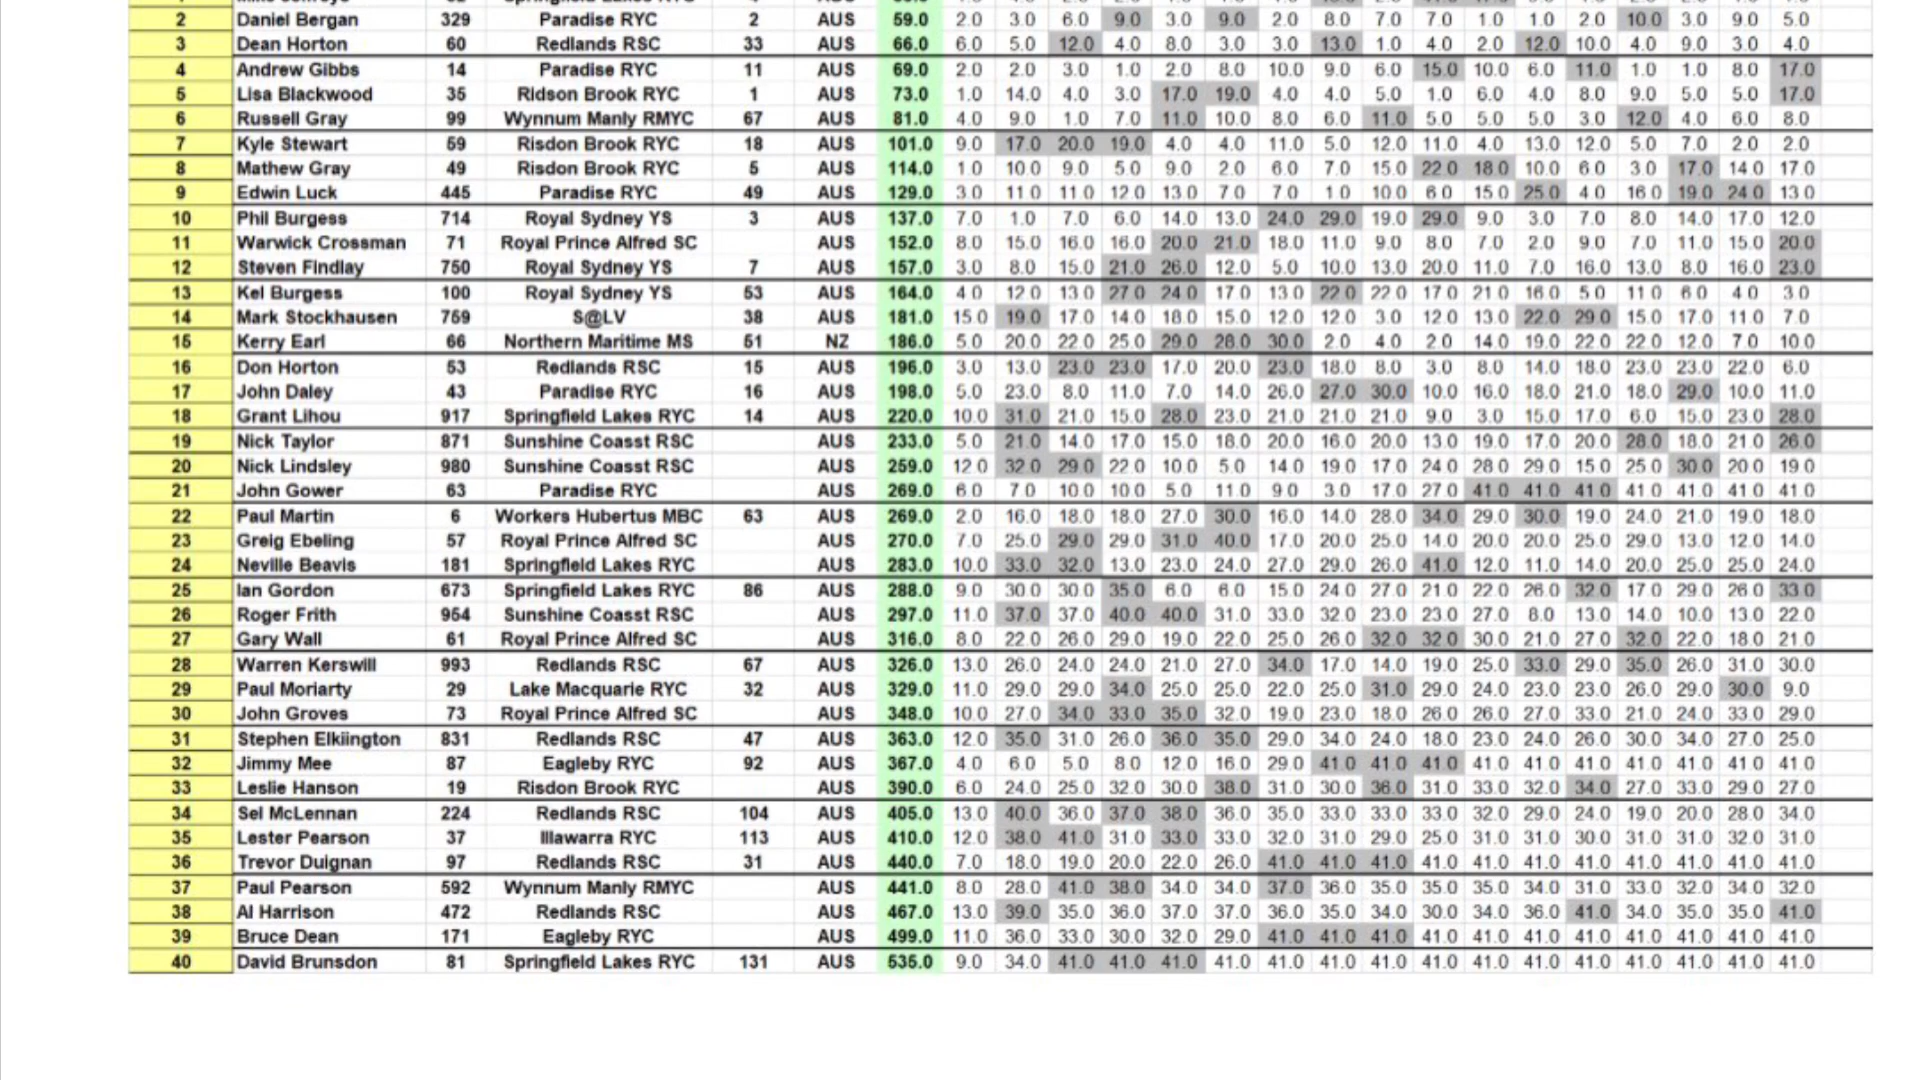 2 Daniel Bergan 329 Paradise RYC 2 AUS 59.0 2.0 3.0 6.0 9.0 3.0 9.0 2.0 8.0 7.0 7.0 1.0 1.0 2.0 10.0 3.0 9.0 5.0
3 Dean Horton 60 Redlands RSC 33 AUS 66.0 6.0 5.0 12.0 4.0 8.0 3.0 3.0 13.0 1.0 4.0 2.0 12.0 10.0 4.0 9.0 3.0 4.0
4 Andrew Gibbs 14 Paradise RYC 11 AUS 69.0 2.0 2.0 3.0 1.0 2.0 8.0 10.0 9.0 6.0 15.0 10.0 6.0 11.0 1.0 1.0 8.0 17.0
5 Lisa Blackwood 35 Ridson Brook RYC 1 AUS 73.0 1.0 14.0 4.0 3.0 17.0 19.0 4.0 4.0 5.0 1.0 6.0 4.0 8.0 9.0 5.0 5.0 17.0
6 Russell Gray 99 Wynnum Manly RMYC 67 AUS 81.0 4.0 9.0 1.0 7.0 11.0 10.0 8.0 6.0 11.0 5.0 5.0 5.0 3.0 12.0 4.0 6.0 8.0
7 Kyle Stewart 59 Risdon Brook RYC 18 AUS 101.0 9.0 17.0 20.0 19.0 4.0 4.0 11.0 5.0 12.0 11.0 4.0 13.0 12.0 5.0 7.0 2.0 2.0
8 Mathew Gray 49 Risdon Brook RYC 5 AUS 114.0 1.0 10.0 9.0 5.0 9.0 2.0 6.0 7.0 15.0 22.0 18.0 10.0 6.0 3.0 17.0 14.0 17.0
9 Edwin Luck 445 Paradise RYC 49 AUS 129.0 3.0 11.0 11.0 12.0 13.0 7.0 7.0 1.0 10.0 6.0 15.0 25.0 4.0 16.0 19.0 24.0 13.0
10 Phil Burgess 714 Royal Sydney YS 3 AUS 137.0 7.0 1.0 7.0 6.0 14.0 13.0 24.0 29.0 19.0 29.0 9.0 3.0 7.0 8.0 14.0 17.0 12.0
11 Warwick Crossman 71 Royal Prince Alfred SC AUS 152.0 8.0 15.0 16.0 16.0 20.0 21.0 18.0 11.0 9.0 8.0 7.0 2.0 9.0 7.0 11.0 15.0 20.0
12 Steven Findlay 750 Royal Sydney YS 7 AUS 157.0 3.0 8.0 15.0 21.0 26.0 12.0 5.0 10.0 13.0 20.0 11.0 7.0 16.0 13.0 8.0 16.0 23.0
13 Kel Burgess 100 Royal Sydney YS 53 AUS 164.0 4.0 12.0 13.0 27.0 24.0 17.0 13.0 22.0 22.0 17.0 21.0 16.0 5.0 11.0 6.0 4.0 3.0
14 Mark Stockhausen 759 S@LV 38 AUS 181.0 15.0 19.0 17.0 14.0 18.0 15.0 12.0 12.0 3.0 12.0 13.0 22.0 29.0 15.0 17.0 11.0 7.0
15 Kerry Earl 66 Northern Maritime MS 51 NZ 186.0 5.0 20.0 22.0 25.0 29.0 28.0 30.0 2.0 4.0 2.0 14.0 19.0 22.0 22.0 12.0 7.0 10.0
16 Don Horton 53 Redlands RSC 15 AUS 196.0 3.0 13.0 23.0 23.0 17.0 20.0 23.0 18.0 8.0 3.0 8.0 14.0 18.0 23.0 23.0 22.0 6.0
17 John Daley 43 Paradise RYC 16 AUS 198.0 5.0 23.0 8.0 11.0 7.0 14.0 26.0 27.0 30.0 10.0 16.0 18.0 21.0 18.0 29.0 10.0 11.0
18 Grant Lihou 917 Springfield Lakes RYC 14 AUS 220.0 10.0 31.0 21.0 15.0 28.0 23.0 21.0 21.0 21.0 9.0 3.0 15.0 17.0 6.0 15.0 23.0 28.0
19 Nick Taylor 871 Sunshine Coasst RSC AUS 233.0 5.0 21.0 14.0 17.0 15.0 18.0 20.0 16.0 20.0 13.0 19.0 17.0 20.0 28.0 18.0 21.0 26.0
20 Nick Lindsley 980 Sunshine Coasst RSC AUS 259.0 12.0 32.0 29.0 22.0 10.0 5.0 14.0 19.0 17.0 24.0 28.0 29.0 15.0 25.0 30.0 20.0 19.0
21 John Gower 63 Paradise RYC AUS 269.0 6.0 7.0 10.0 10.0 5.0 11.0 9.0 3.0 17.0 27.0 41.0 41.0 41.0 41.0 41.0 41.0 41.0
22 Paul Martin 6 Workers Hubertus MBC 63 AUS 269.0 2.0 16.0 18.0 18.0 27.0 30.0 16.0 14.0 28.0 34.0 29.0 30.0 19.0 24.0 21.0 19.0 18.0
23 Greig Ebeling 57 Royal Prince Alfred SC AUS 270.0 7.0 25.0 29.0 29.0 31.0 40.0 17.0 20.0 25.0 14.0 20.0 20.0 25.0 29.0 13.0 12.0 14.0
24 Neville Beavis 181 Springfield Lakes RYC AUS 283.0 10.0 33.0 32.0 13.0 23.0 24.0 27.0 29.0 26.0 41.0 12.0 11.0 14.0 20.0 25.0 25.0 24.0
25 Ian Gordon 673 Springfield Lakes RYC 86 AUS 288.0 9.0 30.0 30.0 35.0 6.0 6.0 15.0 24.0 27.0 21.0 22.0 26.0 32.0 17.0 29.0 26.0 33.0
26 Roger Frith 954 Sunshine Coasst RSC AUS 297.0 11.0 37.0 37.0 40.0 40.0 31.0 33.0 32.0 23.0 23.0 27.0 8.0 13.0 14.0 10.0 13.0 22.0
27 Gary Wall 61 Royal Prince Alfred SC AUS 316.0 8.0 22.0 26.0 29.0 19.0 22.0 25.0 26.0 32.0 32.0 30.0 21.0 27.0 32.0 22.0 18.0 21.0
28 Warren Kerswill 993 Redlands RSC 67 AUS 326.0 13.0 26.0 24.0 24.0 21.0 27.0 34.0 17.0 14.0 19.0 25.0 33.0 29.0 35.0 26.0 31.0 30.0
29 Paul Moriarty 29 Lake Macquarie RYC 32 AUS 329.0 11.0 29.0 29.0 34.0 25.0 25.0 22.0 25.0 31.0 29.0 24.0 23.0 23.0 26.0 29.0 30.0 9.0
30 John Groves 73 Royal Prince Alfred SC AUS 348.0 10.0 27.0 34.0 33.0 35.0 32.0 19.0 23.0 18.0 26.0 26.0 27.0 33.0 21.0 24.0 33.0 29.0
31 Stephen Elkiington 831 Redlands RSC 47 AUS 363.0 12.0 35.0 31.0 26.0 36.0 35.0 29.0 34.0 24.0 18.0 23.0 24.0 26.0 30.0 34.0 27.0 25.0
32 Jimmy Mee 87 Eagleby RYC 92 AUS 367.0 4.0 6.0 5.0 8.0 12.0 16.0 29.0 41.0 41.0 41.0 41.0 41.0 41.0 41.0 41.0 41.0 41.0
33 Leslie Hanson 19 Risdon Brook RYC AUS 390.0 6.0 24.0 25.0 32.0 30.0 38.0 31.0 30.0 36.0 31.0 33.0 32.0 34.0 27.0 33.0 29.0 27.0
34 Sel McLennan 224 Redlands RSC 104 AUS 405.0 13.0 40.0 36.0 37.0 38.0 36.0 35.0 33.0 33.0 33.0 32.0 29.0 24.0 19.0 20.0 28.0 34.0
35 Lester Pearson 37 Illawarra RYC 113 AUS 410.0 12.0 38.0 41.0 31.0 33.0 33.0 32.0 31.0 29.0 25.0 31.0 31.0 30.0 31.0 31.0 32.0 31.0
36 Trevor Duignan 97 Redlands RSC 31 AUS 440.0 7.0 18.0 19.0 20.0 22.0 26.0 41.0 41.0 41.0 41.0 41.0 41.0 41.0 41.0 41.0 41.0 41.0
37 Paul Pearson 592 Wynnum Manly RMYC AUS 441.0 8.0 28.0 41.0 38.0 34.0 34.0 37.0 36.0 35.0 35.0 35.0 34.0 31.0 33.0 32.0 34.0 32.0
38 Al Harrison 472 Redlands RSC AUS 467.0 13.0 39.0 35.0 36.0 37.0 37.0 36.0 35.0 34.0 30.0 34.0 36.0 41.0 34.0 35.0 35.0 41.0
39 Bruce Dean 171 Eagleby RYC AUS 499.0 11.0 36.0 33.0 30.0 32.0 29.0 41.0 41.0 41.0 41.0 41.0 41.0 41.0 41.0 41.0 41.0 41.0
40 David Brunsdon 81 Springfield Lakes RYC 131 AUS 535.0 9.0 34.0 41.0 41.0 41.0 41.0 41.0 41.0 41.0 41.0 41.0 41.0 41.0 41.0 41.0 41.0 41.0